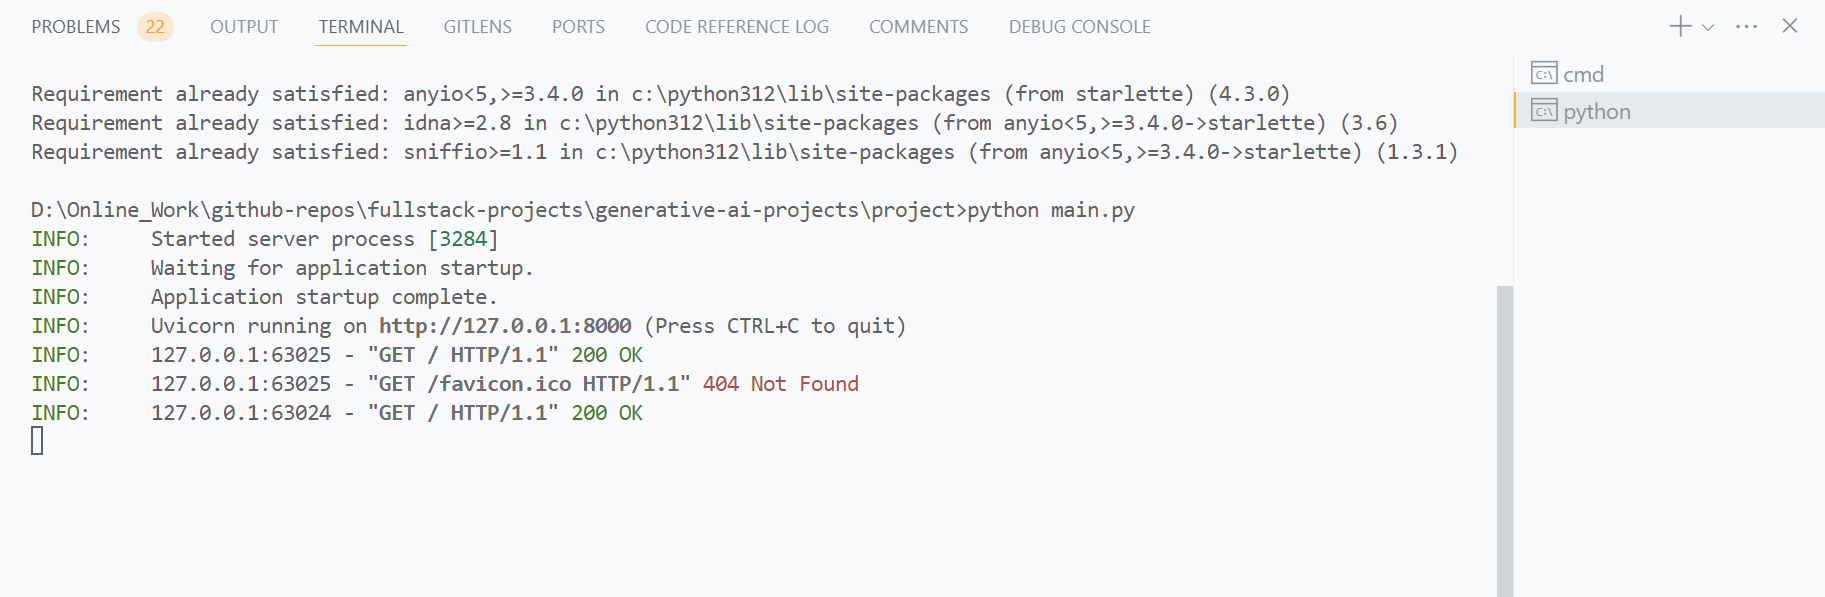 PROBLEMS 22 OUTPUT TERMINAL GITLENS PORTS CODE REFERENCE LOG COMMENTS DEBUG CONSOLE
Requirement already satisfied: anyio<5,>=3.4.0 in c:\python312\lib\site-packages (from starlette) (4.3.0)
Requirement already satisfied: idna>=2.8 in c:\python312\lib\site-packages (from anyio<5,>=3.4.0->starlette) (3.6)
Requirement already satisfied: sniffio>=1.1 in c:\python312\lib\site-packages (from anyio<5,>=3.4.0->starlette) (1.3.1)
D:\Online_Work\github-repos\fullstack-projects\generative-ai-projects\project>python main.py
INFO:     Started server process [3284]
INFO:     Waiting for application startup.
INFO:     Application startup complete.
INFO:     Uvicorn running on http://127.0.0.1:8000 (Press CTRL+C to quit)
INFO:     127.0.0.1:63025 - "GET / HTTP/1.1" 200 OK
INFO:     127.0.0.1:63025 - "GET /favicon.ico HTTP/1.1" 404 Not Found
INFO:     127.0.0.1:63024 - "GET / HTTP/1.1" 200 OK
C:\ cmd
C:\ python